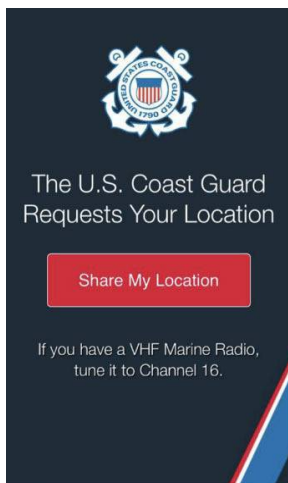 UNITED STATES COAST GUARD
1790
The U.S. Coast Guard
Requests Your Location
Share My Location
If you have a VHF Marine Radio,
tune it to Channel 16.